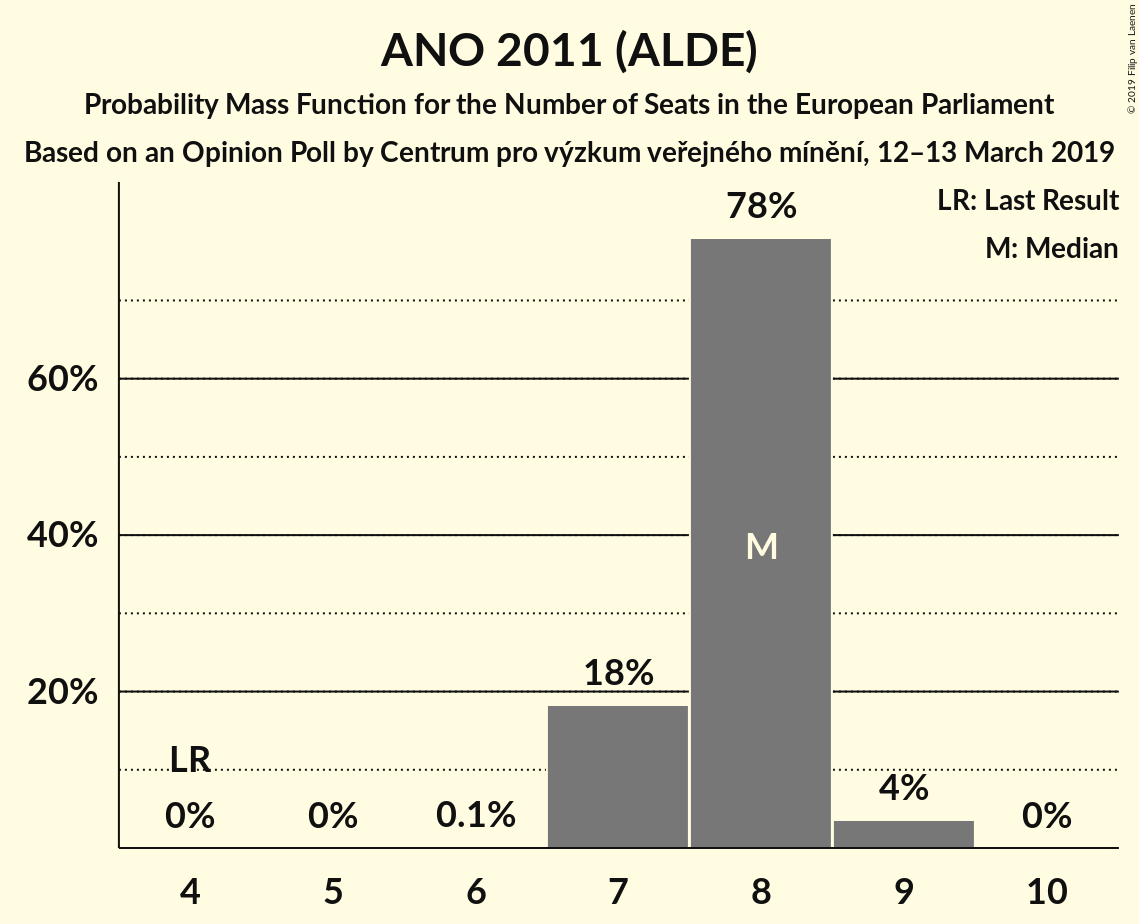 ANO 2011 (ALDE)
Probability Mass Function for the Number of Seats in the European Parliament
Based on an Opinion Poll by Centrum pro výzkum veřejného mínění, 12–13 March 2019
© 2019 Filip van Laenen
LR: Last Result
M: Median
78%
60%
40%
M
20%
18%
LR
0%
0%
0.1%
4%
0%
4
5
6
7
8
9
10